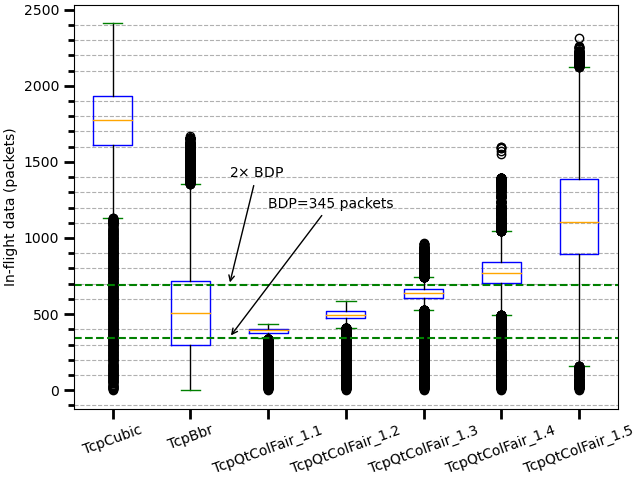 In-flight data (packets)
2500
2000
1500
1000
500
0
2× BDP
BDP=345 packets
TcpCubic
TcpBbr
TcpQtColFair_1.1
TcpQtColFair_1.2
TcpQtColFair_1.3
TcpQtColFair_1.4
TcpQtColFair_1.5